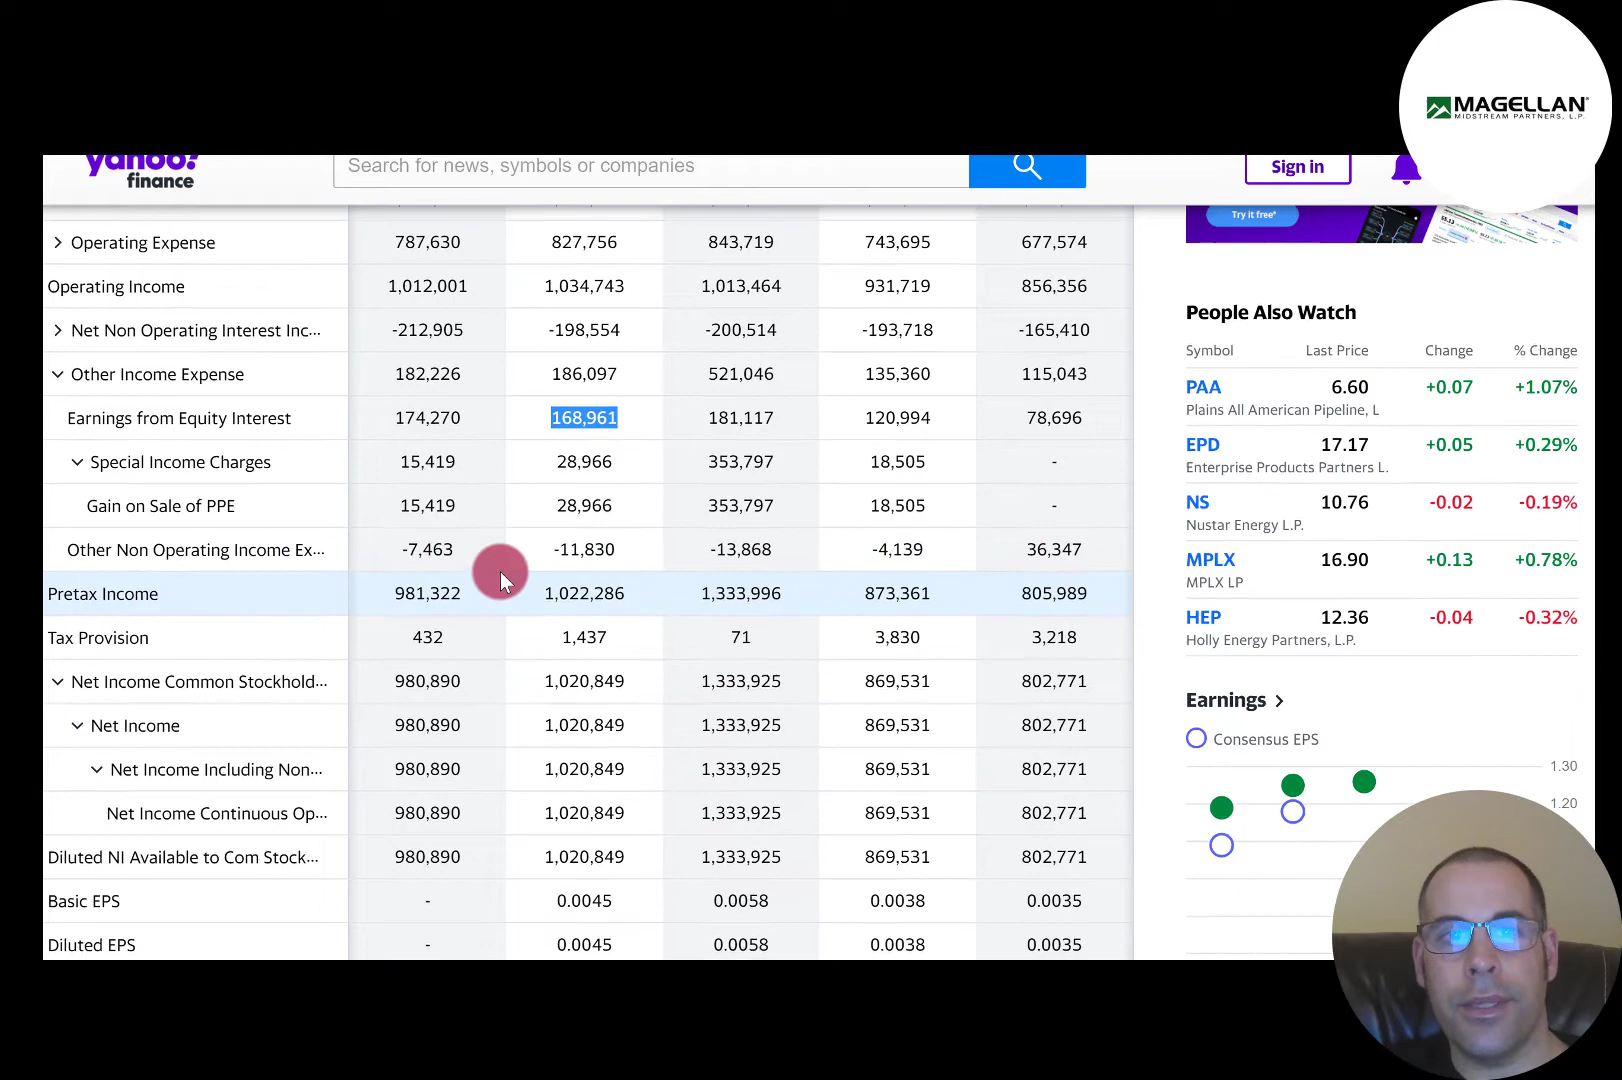 MAGELLAN
MIDSTREAM PARTNERS, L.P.
yahoo!
finance
Search for news, symbols or companies
Sign in
Try it free*
Operating Expense 787,630 827,756 843,719 743,695 677,574
Operating Income 1,012,001 1,034,743 1,013,464 931,719 856,356
Net Non Operating Interest Inc... -212,905 -198,554 -200,514 -193,718 -165,410
Other Income Expense 182,226 186,097 521,046 135,360 115,043
Earnings from Equity Interest 174,270 168,961 181,117 120,994 78,696
Special Income Charges 15,419 28,966 353,797 18,505 -
Gain on Sale of PPE 15,419 28,966 353,797 18,505 -
Other Non Operating Income Ex... -7,463 -11,830 -13,868 -4,139 36,347
Pretax Income 981,322 1,022,286 1,333,996 873,361 805,989
Tax Provision 432 1,437 71 3,830 3,218
Net Income Common Stockhold... 980,890 1,020,849 1,333,925 869,531 802,771
Net Income 980,890 1,020,849 1,333,925 869,531 802,771
Net Income Including Non... 980,890 1,020,849 1,333,925 869,531 802,771
Net Income Continuous Op... 980,890 1,020,849 1,333,925 869,531 802,771
Diluted NI Available to Com Stock... 980,890 1,020,849 1,333,925 869,531 802,771
Basic EPS - 0.0045 0.0058 0.0038 0.0035
Diluted EPS - 0.0045 0.0058 0.0038 0.0035
People Also Watch
Symbol Last Price Change % Change
PAA 6.60 +0.07 +1.07%
Plains All American Pipeline, L
EPD 17.17 +0.05 +0.29%
Enterprise Products Partners L.
NS 10.76 -0.02 -0.19%
Nustar Energy L.P.
MPLX 16.90 +0.13 +0.78%
MPLX LP
HEP 12.36 -0.04 -0.32%
Holly Energy Partners, L.P.
Earnings
Consensus EPS
1.30
1.20